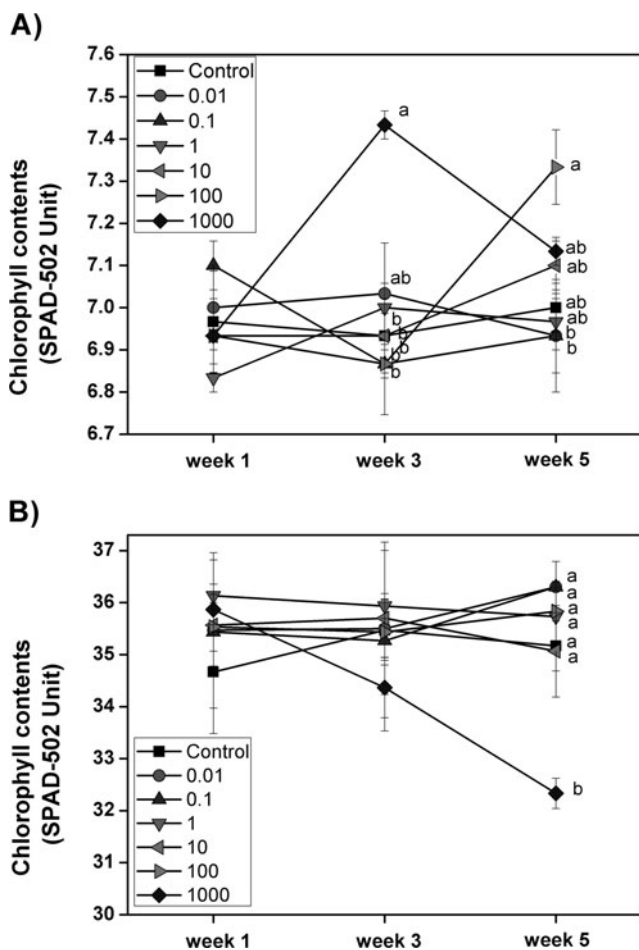 A)
Chlorophyll contents
(SPAD-502 Unit)
7.6
7.5
7.4
7.3
7.2
7.1
7.0
6.9
6.8
6.7
Control
0.01
0.1
1
10
100
1000
a
ab
b
b
b
b
a
ab
ab
ab
ab
b
b
week 1 week 3 week 5
B)
Chlorophyll contents
(SPAD-502 Unit)
37
36
35
34
33
32
31
30
Control
0.01
0.1
1
10
100
1000
a
a
a
a
a
a
b
week 1 week 3 week 5